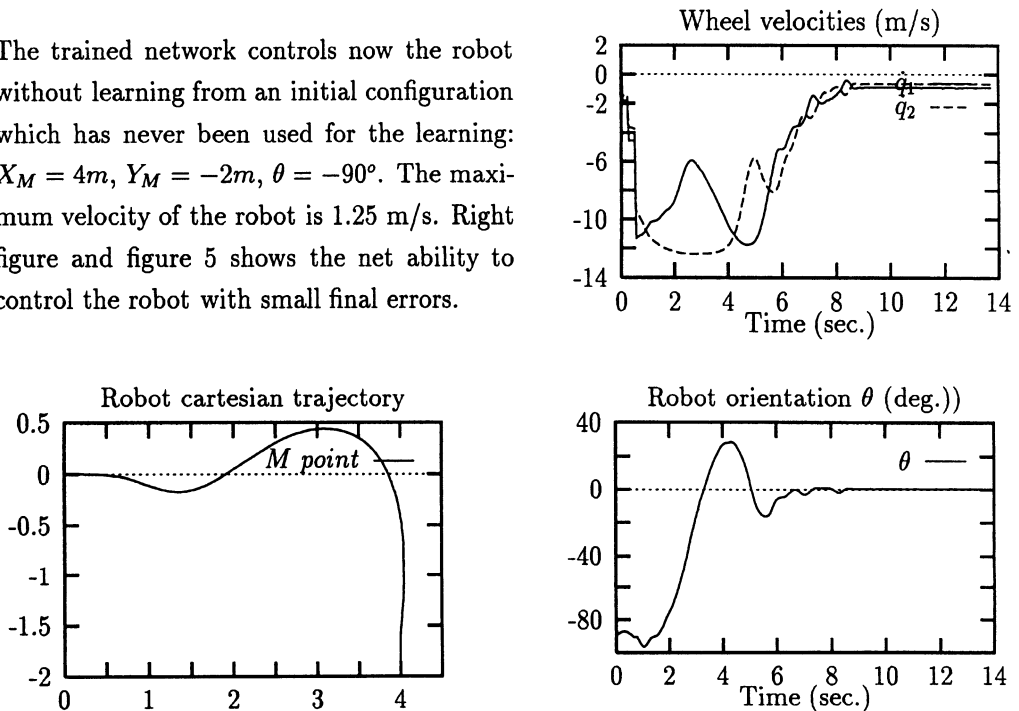 The trained network controls now the robot
without learning from an initial configuration
which has never been used for the learning:
X_M = 4m, Y_M = −2m, θ = −90°. The maxi-
mum velocity of the robot is 1.25 m/s. Right
figure and figure 5 shows the net ability to
control the robot with small final errors.
Wheel velocities (m/s)
2
0
-2
-6
-10
-14
q̇₁
q̇₂
0 2 4 6 8 10 12 14
Time (sec.)
Robot cartesian trajectory
0.5
0
-0.5
-1
-1.5
-2
M point
0 1 2 3 4
Robot orientation θ (deg.))
40
0
-40
-80
θ
0 2 4 6 8 10 12 14
Time (sec.)